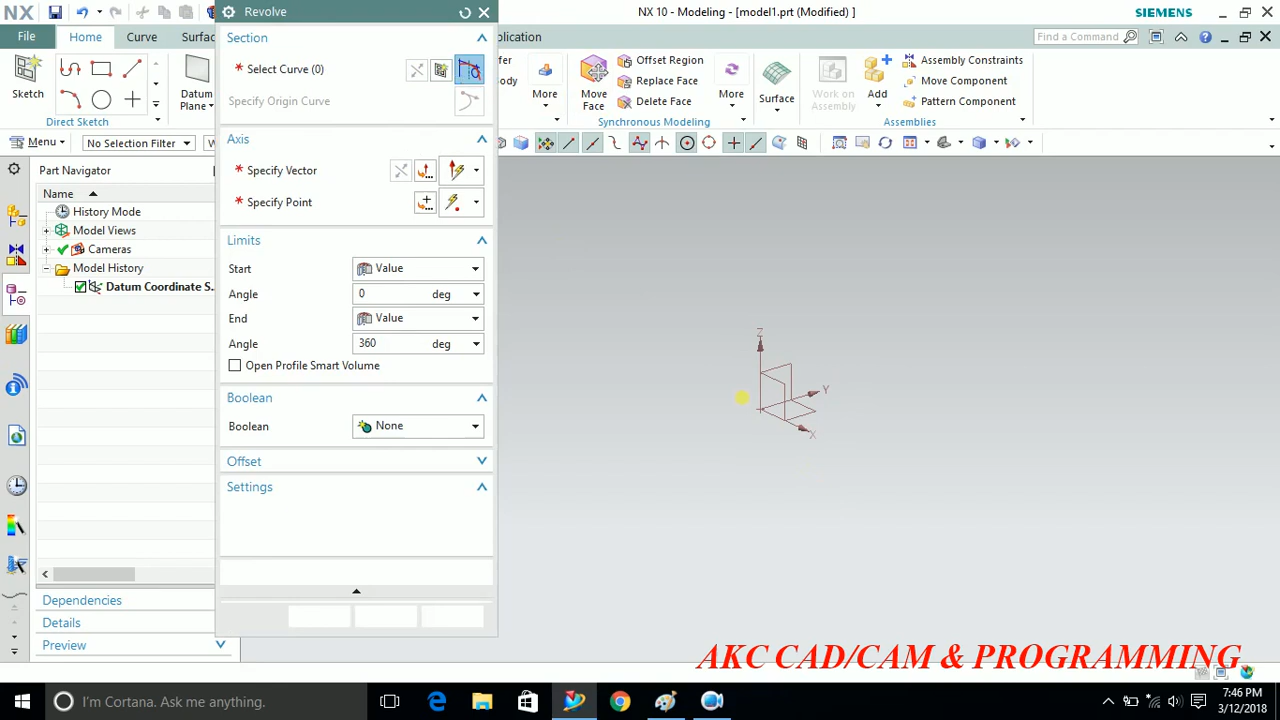 NX
Revolve
NX 10 - Modeling - [model1.prt (Modified) ]
SIEMENS
File
Home
Curve
Surfac
plication
Find a Command
Section
Select Curve (0)
Specify Origin Curve
Sketch
Datum
Plane
Direct Sketch
fer
ody
More
Move
Face
Offset Region
Replace Face
Delete Face
More
Synchronous Modeling
Surface
Work on
Assembly
Add
Assembly Constraints
Move Component
Pattern Component
Assemblies
Menu
No Selection Filter
W
Axis
Specify Vector
Specify Point
Part Navigator
Name
History Mode
Model Views
Cameras
Model History
Datum Coordinate S...
Limits
Start
Value
Angle
0
deg
End
Value
Angle
360
deg
Open Profile Smart Volume
Boolean
Boolean
None
Offset
Settings
Z
Y
X
Dependencies
Details
Preview
AKC CAD/CAM & PROGRAMMING
I'm Cortana. Ask me anything.
7:46 PM
3/12/2018